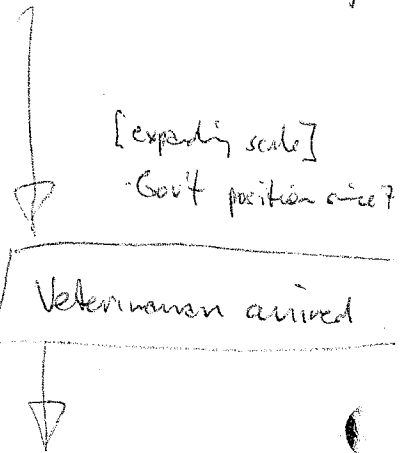 [expanding scale]
· Gov't position since?
Veterinarian arrived